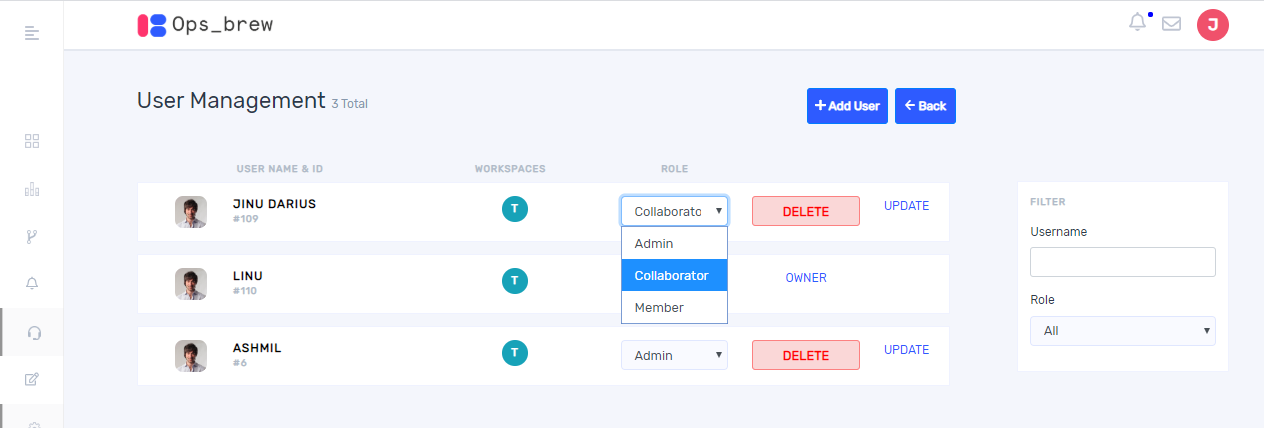 Ops_brew
J
User Management 3 Total
Add User
Back
USER NAME & ID WORKSPACES ROLE
JINU DARIUS
#109
T
Collaborato
DELETE
UPDATE
Admin
Collaborator
Member
LINU
#110
T
OWNER
ASHMIL
#6
T
Admin
DELETE
UPDATE
FILTER
Username
Role
All